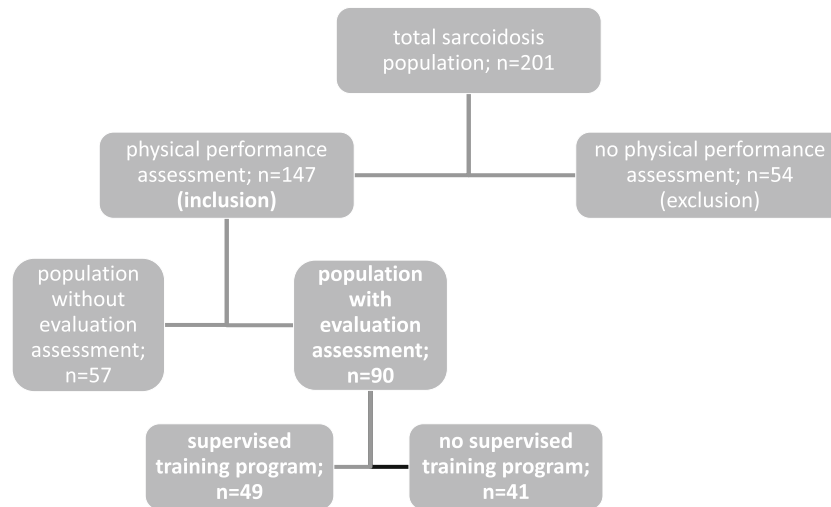 total sarcoidosis
population; n=201
physical performance
assessment; n=147
(inclusion)
no physical performance
assessment; n=54
(exclusion)
population
without
evaluation
assessment;
n=57
population
with
evaluation
assessment;
n=90
supervised
training program;
n=49
no supervised
training program;
n=41